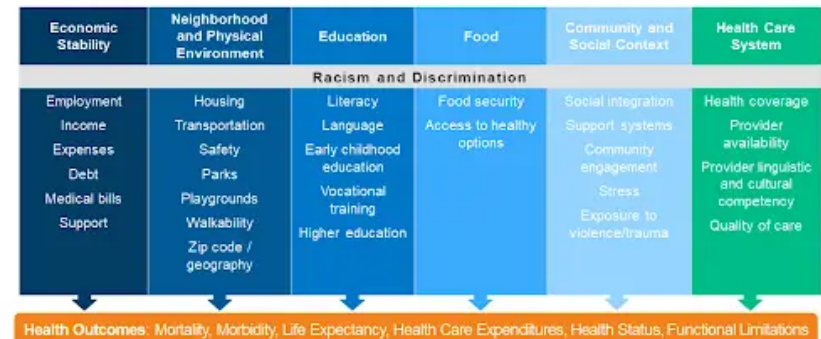 Economic
Stability
Neighborhood
and Physical
Environment
Education
Food
Community and
Social Context
Health Care
System
Racism and Discrimination
Employment
Income
Expenses
Debt
Medical bills
Support
Housing
Transportation
Safety
Parks
Playgrounds
Walkability
Zip code /
geography
Literacy
Language
Early childhood
education
Vocational
training
Higher education
Food security
Access to healthy
options
Social integration
Support systems
Community
engagement
Stress
Exposure to
violence/trauma
Health coverage
Provider
availability
Provider linguistic
and cultural
competency
Quality of care
Health Outcomes: Mortality, Morbidity, Life Expectancy, Health Care Expenditures, Health Status, Functional Limitations